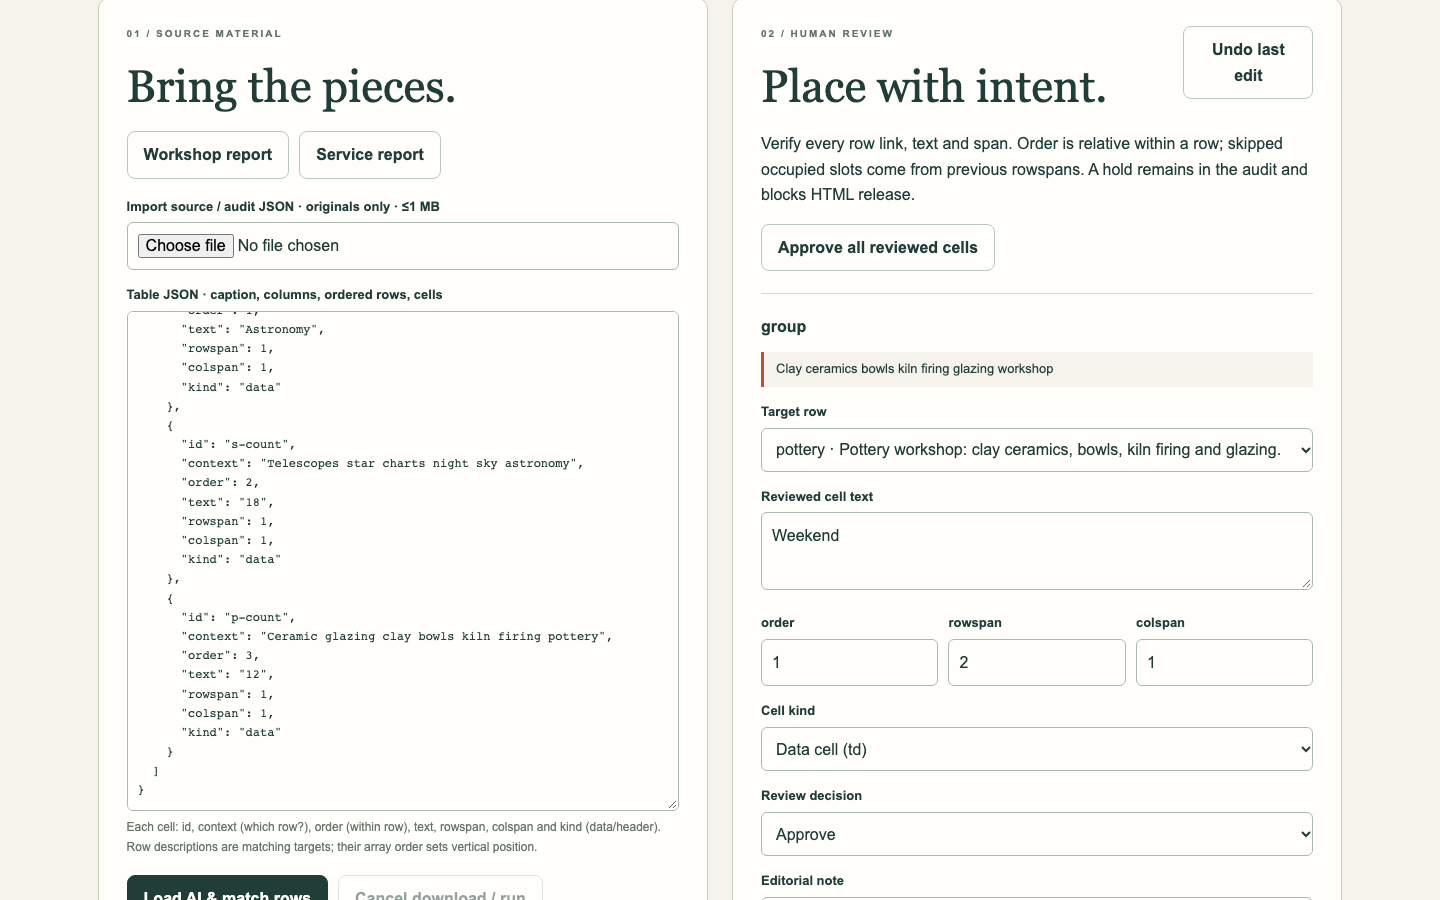 01 / SOURCE MATERIAL
Bring the pieces.
Workshop report
Service report
Import source / audit JSON · originals only · ≤1 MB
Choose file No file chosen
Table JSON · caption, columns, ordered rows, cells
"order": 1,
"text": "Astronomy",
"rowspan": 1,
"colspan": 1,
"kind": "data"
},
{
"id": "s-count",
"context": "Telescopes star charts night sky astronomy",
"order": 2,
"text": "18",
"rowspan": 1,
"colspan": 1,
"kind": "data"
},
{
"id": "p-count",
"context": "Ceramic glazing clay bowls kiln firing pottery",
"order": 3,
"text": "12",
"rowspan": 1,
"colspan": 1,
"kind": "data"
}
]
}
Each cell: id, context (which row?), order (within row), text, rowspan, colspan and kind (data/header).
Row descriptions are matching targets; their array order sets vertical position.
Load AI & match rows
Cancel download / run
02 / HUMAN REVIEW
Place with intent.
Undo last
edit
Verify every row link, text and span. Order is relative within a row; skipped
occupied slots come from previous rowspans. A hold remains in the audit and
blocks HTML release.
Approve all reviewed cells
group
Clay ceramics bowls kiln firing glazing workshop
Target row
pottery · Pottery workshop: clay ceramics, bowls, kiln firing and glazing.
Reviewed cell text
Weekend
order
rowspan
colspan
1
2
1
Cell kind
Data cell (td)
Review decision
Approve
Editorial note